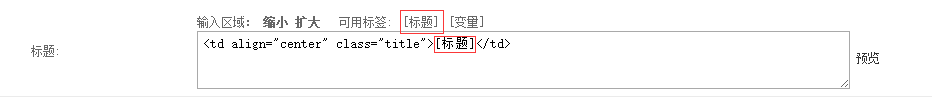 输入区域: 缩小 扩大 可用标签: [标题] [变量]
标题:
<td align="center" class="title">[标题]</td>
预览